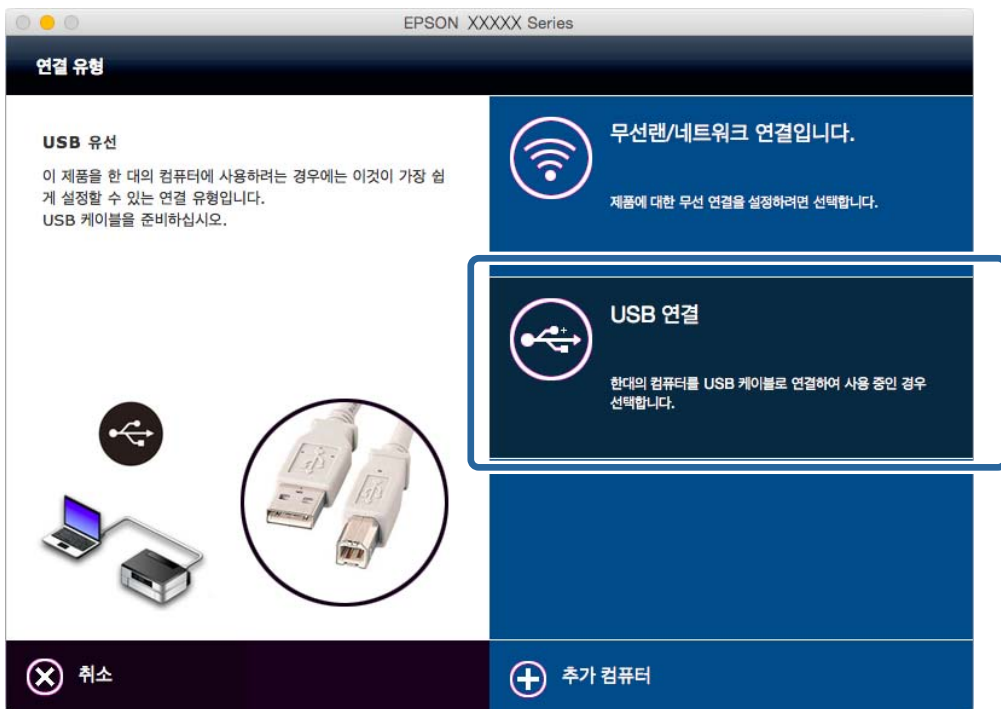 EPSON XXXXX Series
연결 유형
USB 유선
이 제품을 한 대의 컴퓨터에 사용하려는 경우에는 이것이 가장 쉽
게 설정할 수 있는 연결 유형입니다.
USB 케이블을 준비하십시오.
무선랜/네트워크 연결입니다.
제품에 대한 무선 연결을 설정하려면 선택합니다.
USB 연결
한대의 컴퓨터를 USB 케이블로 연결하여 사용 중인 경우
선택합니다.
취소
추가 컴퓨터